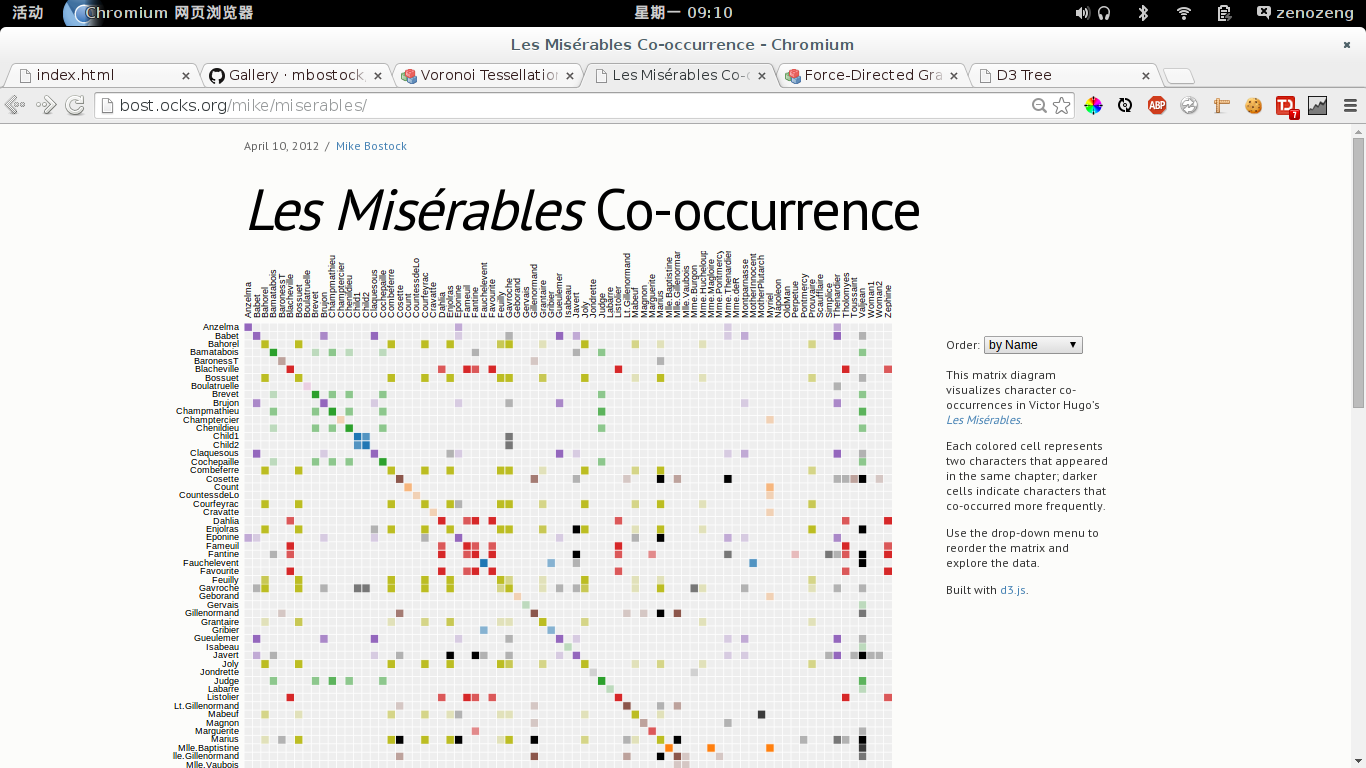 活动 Chromium 网页浏览器 星期一 09:10 zenozeng
Les Misérables Co-occurrence - Chromium
index.html Gallery · mbostock Voronoi Tessellation Les Misérables Co-o Force-Directed Gra D3 Tree
bost.ocks.org/mike/miserables/ ABP 7
April 10, 2012 / Mike Bostock
Les Misérables Co-occurrence
Anzelma Babet Bahorel Bamatabois BaronessT Blacheville Bossuet Boulatruelle Brevet Brujon Champmathieu Champtercier Chenildieu Child1 Child2 Claquesous Cochepaille Combeferre Cosette Count CountessdeLo Courfeyrac Cravatte Dahlia Enjolras Eponine Fameuil Fantine Fauchelevent Favourite Feuilly Gavroche Geborand Gervais Gillenormand Grantaire Gribier Gueulemer Isabeau Javert Joly Jondrette Judge Labarre Listolier Lt.Gillenormand Mabeuf Magnon Marguerite Marius Mlle.Baptistine Mlle.Gillenormar Mlle.Vaubois Mme.Burgon Mme.Hucheloup Mme.Magloire Mme.Pontmercy Mme.Thenardier Mme.deR Montparnasse MotherInnocent MotherPlutarch Myriel Napoleon OldMan Perpetue Pontmercy Prouvaire Scaufflaire Simplice Thenardier Tholomyes Toussaint Valjean Woman1 Woman2 Zephine
Anzelma
Babet
Bahorel
Bamatabois
BaronessT
Blacheville
Bossuet
Boulatruelle
Brevet
Brujon
Champmathieu
Champtercier
Chenildieu
Child1
Child2
Claquesous
Cochepaille
Combeferre
Cosette
Count
CountessdeLo
Courfeyrac
Cravatte
Dahlia
Enjolras
Eponine
Fameuil
Fantine
Fauchelevent
Favourite
Feuilly
Gavroche
Geborand
Gervais
Gillenormand
Grantaire
Gribier
Gueulemer
Isabeau
Javert
Joly
Jondrette
Judge
Labarre
Listolier
Lt.Gillenormand
Mabeuf
Magnon
Marguerite
Marius
Mlle.Baptistine
lle.Gillenormand
Mlle.Vaubois
Order: by Name
This matrix diagram
visualizes character co-
occurrences in Victor Hugo's
Les Misérables.
Each colored cell represents
two characters that appeared
in the same chapter; darker
cells indicate characters that
co-occurred more frequently.
Use the drop-down menu to
reorder the matrix and
explore the data.
Built with d3.js.